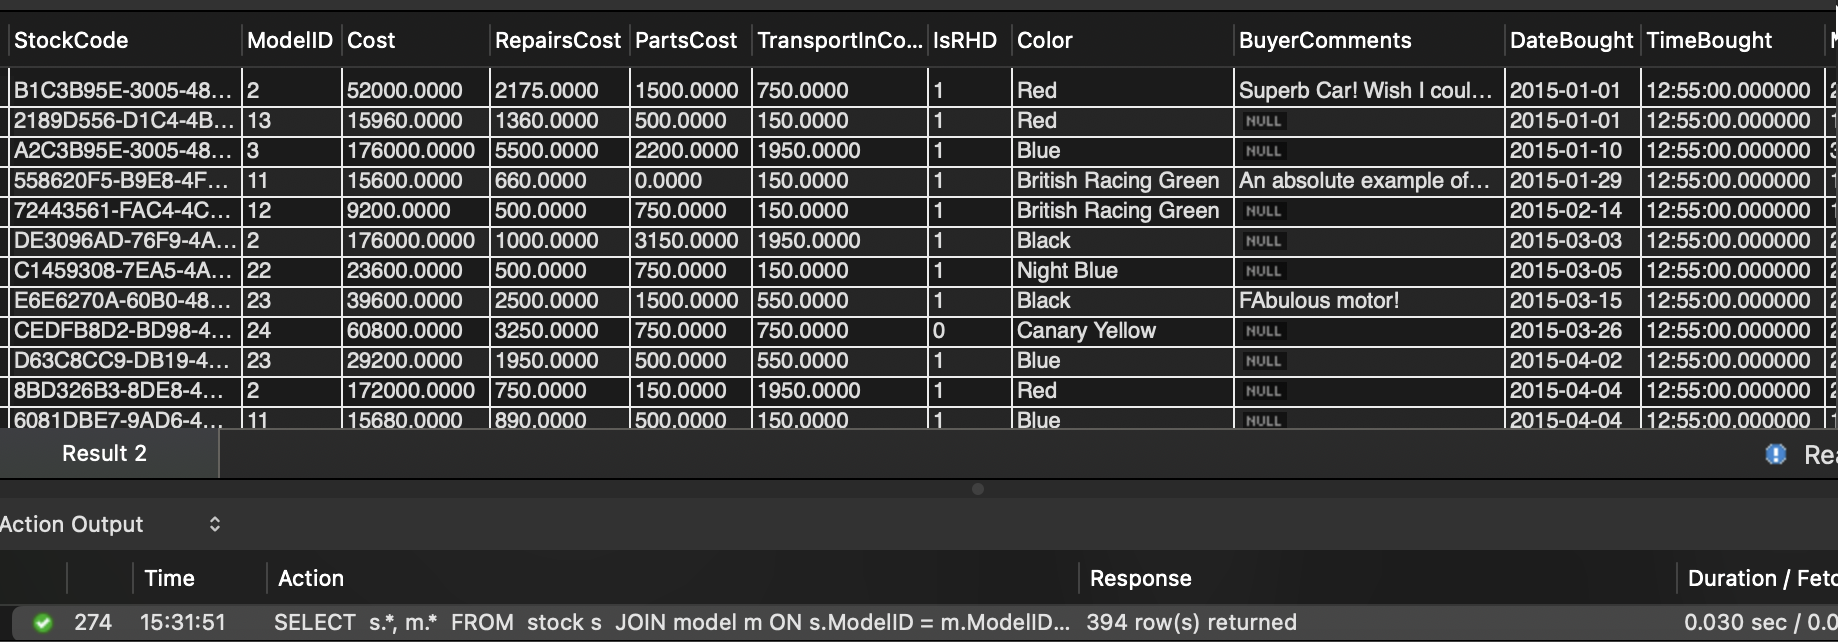 StockCode ModelID Cost RepairsCost PartsCost TransportInCo... IsRHD Color BuyerComments DateBought TimeBought
B1C3B95E-3005-48... 2 52000.0000 2175.0000 1500.0000 750.0000 1 Red Superb Car! Wish I coul... 2015-01-01 12:55:00.000000
2189D556-D1C4-4B... 13 15960.0000 1360.0000 500.0000 150.0000 1 Red NULL 2015-01-01 12:55:00.000000
A2C3B95E-3005-48... 3 176000.0000 5500.0000 2200.0000 1950.0000 1 Blue NULL 2015-01-10 12:55:00.000000
558620F5-B9E8-4F... 11 15600.0000 660.0000 0.0000 150.0000 1 British Racing Green An absolute example of... 2015-01-29 12:55:00.000000
72443561-FAC4-4C... 12 9200.0000 500.0000 750.0000 150.0000 1 British Racing Green NULL 2015-02-14 12:55:00.000000
DE3096AD-76F9-4A... 2 176000.0000 1000.0000 3150.0000 1950.0000 1 Black NULL 2015-03-03 12:55:00.000000
C1459308-7EA5-4A... 22 23600.0000 500.0000 750.0000 150.0000 1 Night Blue NULL 2015-03-05 12:55:00.000000
E6E6270A-60B0-48... 23 39600.0000 2500.0000 1500.0000 550.0000 1 Black FAbulous motor! 2015-03-15 12:55:00.000000
CEDFB8D2-BD98-4... 24 60800.0000 3250.0000 750.0000 750.0000 0 Canary Yellow NULL 2015-03-26 12:55:00.000000
D63C8CC9-DB19-4... 23 29200.0000 1950.0000 500.0000 550.0000 1 Blue NULL 2015-04-02 12:55:00.000000
8BD326B3-8DE8-4... 2 172000.0000 750.0000 150.0000 1950.0000 1 Red NULL 2015-04-04 12:55:00.000000
6081DBE7-9AD6-4... 11 15680.0000 890.0000 500.0000 150.0000 1 Blue NULL 2015-04-04 12:55:00.000000
Result 2 Rea
Action Output
Time Action Response Duration / Fetc
274 15:31:51 SELECT s.*, m.* FROM stock s JOIN model m ON s.ModelID = m.ModelID... 394 row(s) returned 0.030 sec / 0.0